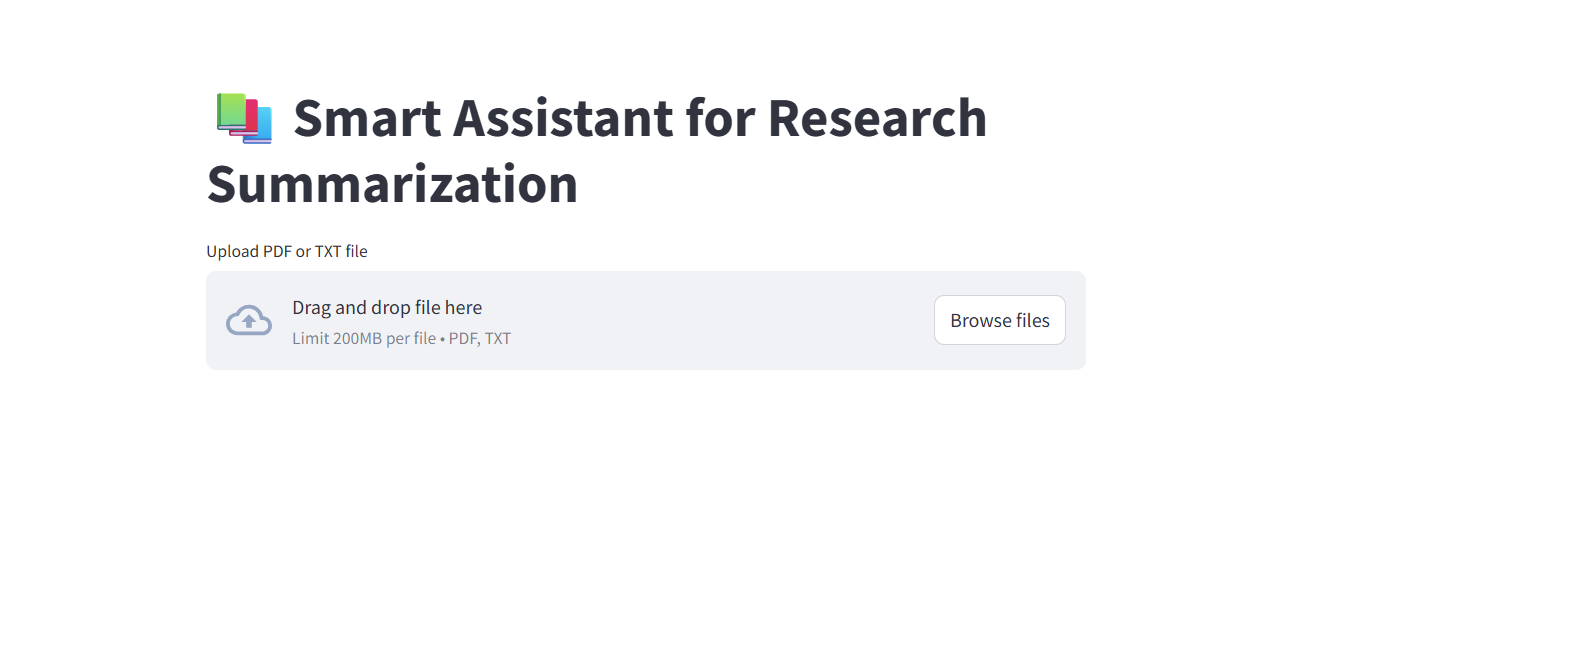 Smart Assistant for Research
Summarization
Upload PDF or TXT file
Drag and drop file here
Limit 200MB per file • PDF, TXT
Browse files